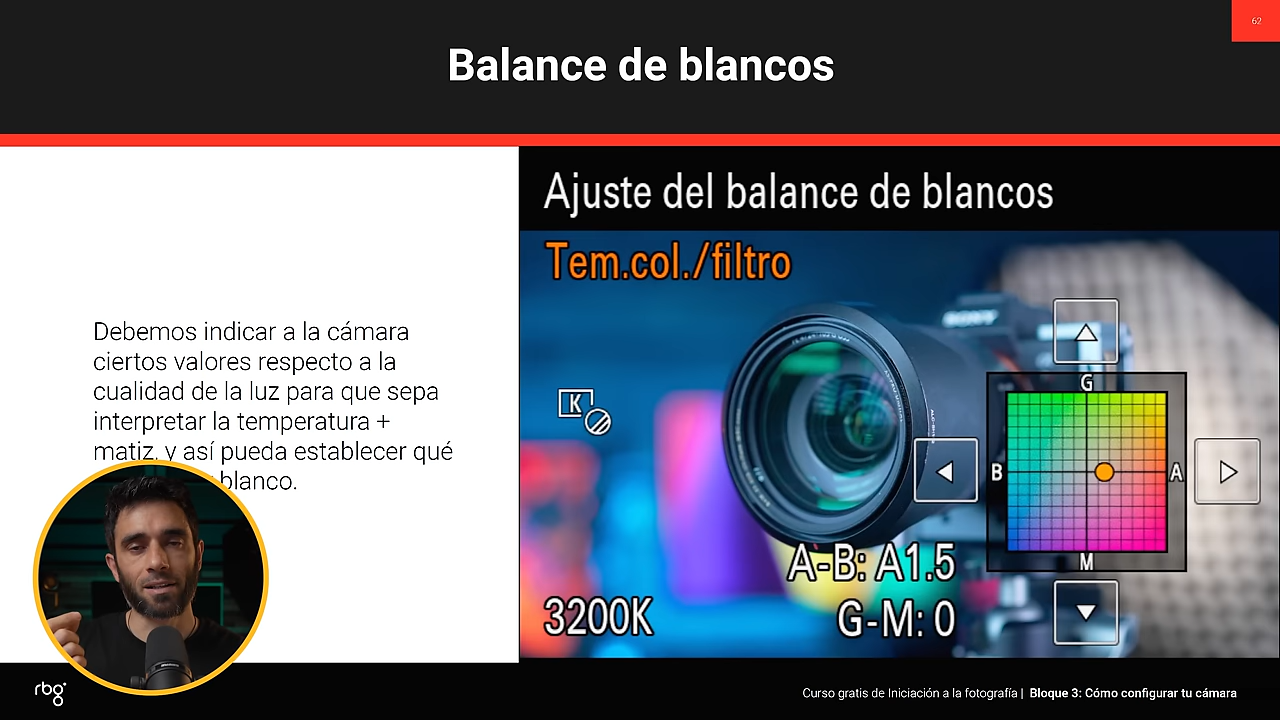 62
Balance de blancos
Debemos indicar a la cámara
ciertos valores respecto a la
cualidad de la luz para que sepa
interpretar la temperatura +
matiz, y así pueda establecer qué
blanco.
Ajuste del balance de blancos
Tem.col./filtro
SONY
K
G
B
A
M
A-B: A1.5
3200K
G-M: 0
rbg
Curso gratis de Iniciación a la fotografía | Bloque 3: Cómo configurar tu cámara